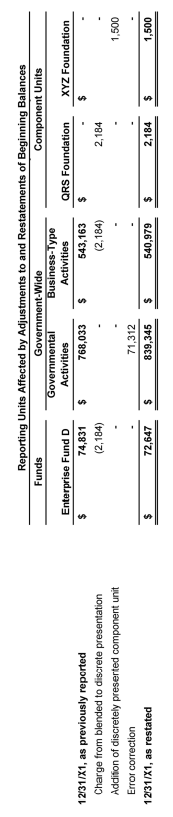 Reporting Units Affected by Adjustments to and Restatements of Beginning Balances
Funds Government-Wide Component Units
Governmental Business-Type
Enterprise Fund D Activities Activities QRS Foundation XYZ Foundation
12/31/X1, as previously reported $ 74,831 $ 768,033 $ 543,163 $ - $ -
Change from blended to discrete presentation (2,184) - (2,184) 2,184 -
Addition of discretely presented component unit - - - - 1,500
Error correction - 71,312 - - -
12/31/X1, as restated $ 72,647 $ 839,345 $ 540,979 $ 2,184 $ 1,500